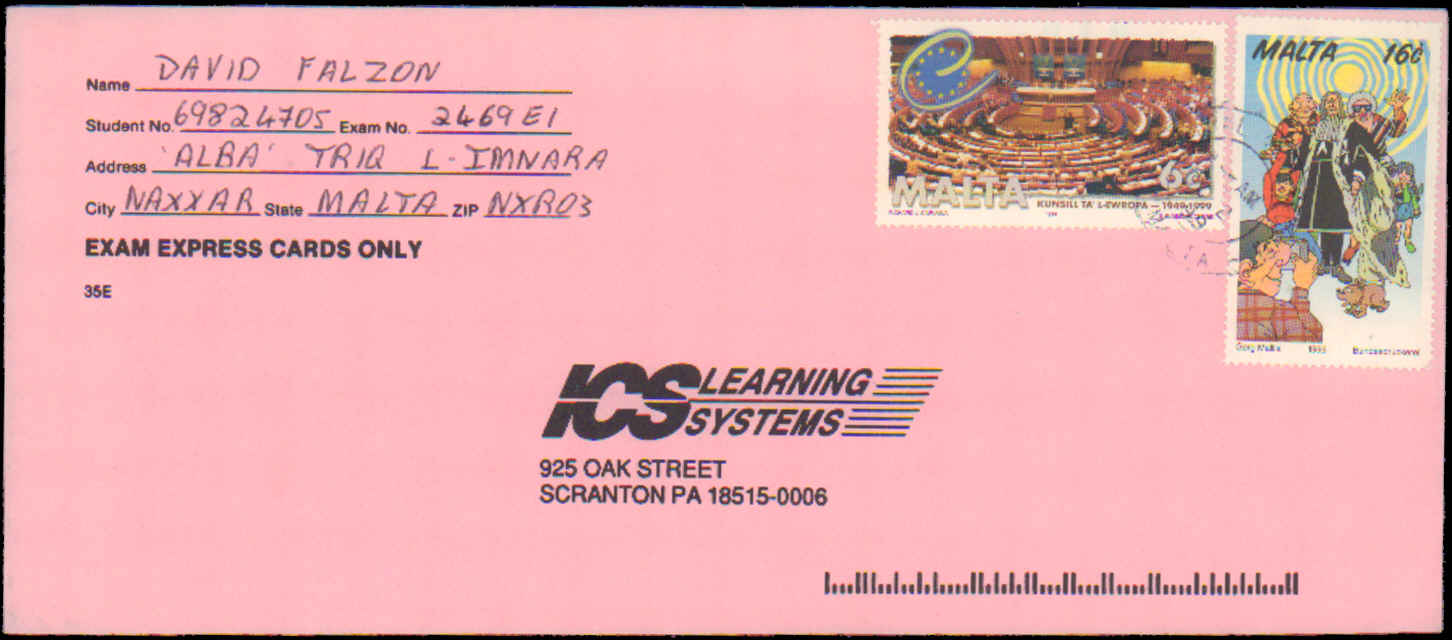 Name DAVID FALZON
Student No. 69824705 Exam No. 2469 EI
Address 'ALBA' TRIQ L-IMNARA
City NAXXAR State MALTA ZIP NXR03
EXAM EXPRESS CARDS ONLY
35E
MALTA 6c.
KUNSILL TA' L-EWROPA – 1949-1999
MALTA 16c
1999
ICS LEARNING
SYSTEMS
925 OAK STREET
SCRANTON PA 18515-0006